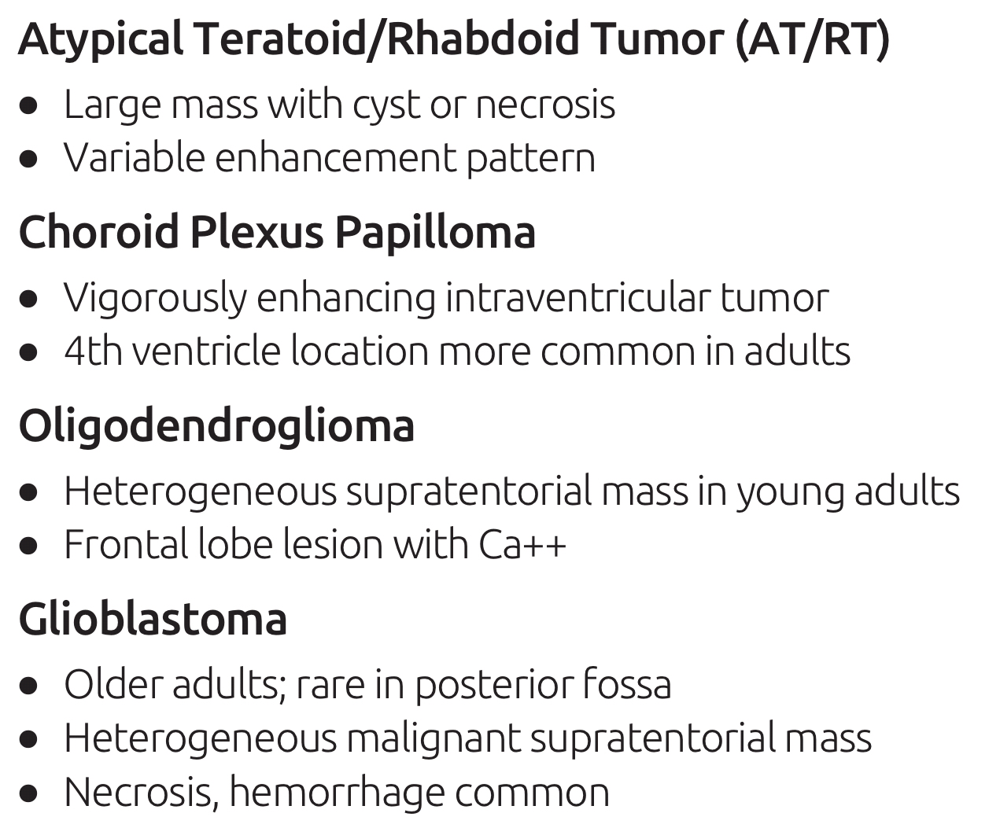 Atypical Teratoid/Rhabdoid Tumor (AT/RT)
● Large mass with cyst or necrosis
● Variable enhancement pattern
Choroid Plexus Papilloma
● Vigorously enhancing intraventricular tumor
● 4th ventricle location more common in adults
Oligodendroglioma
● Heterogeneous supratentorial mass in young adults
● Frontal lobe lesion with Ca++
Glioblastoma
● Older adults; rare in posterior fossa
● Heterogeneous malignant supratentorial mass
● Necrosis, hemorrhage common